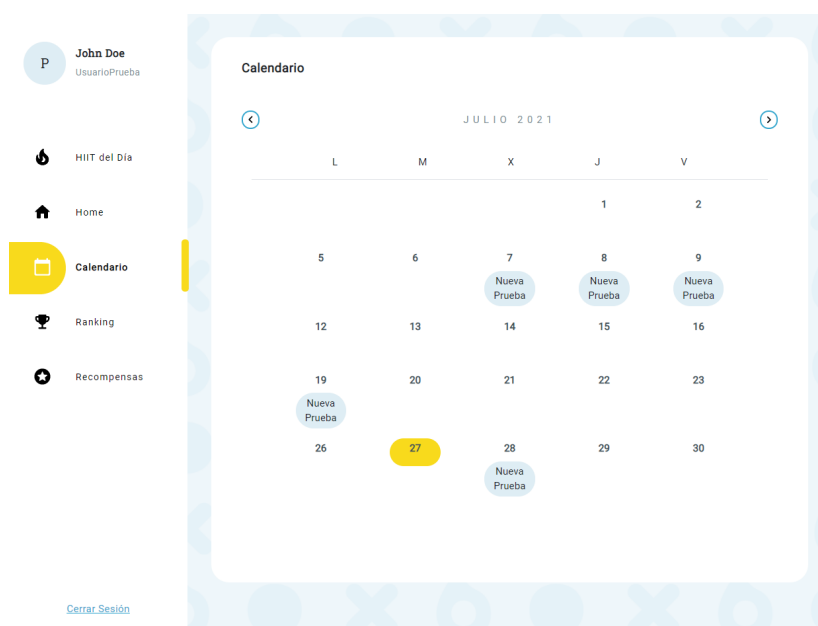 P
John Doe
UsuarioPrueba
HIIT del Día
Home
Calendario
Ranking
Recompensas
Cerrar Sesión
Calendario
JULIO 2021
L M X J V
1 2
5 6 7 8 9
Nueva Nueva Nueva
Prueba Prueba Prueba
12 13 14 15 16
19 20 21 22 23
Nueva
Prueba
26 27 28 29 30
Nueva
Prueba